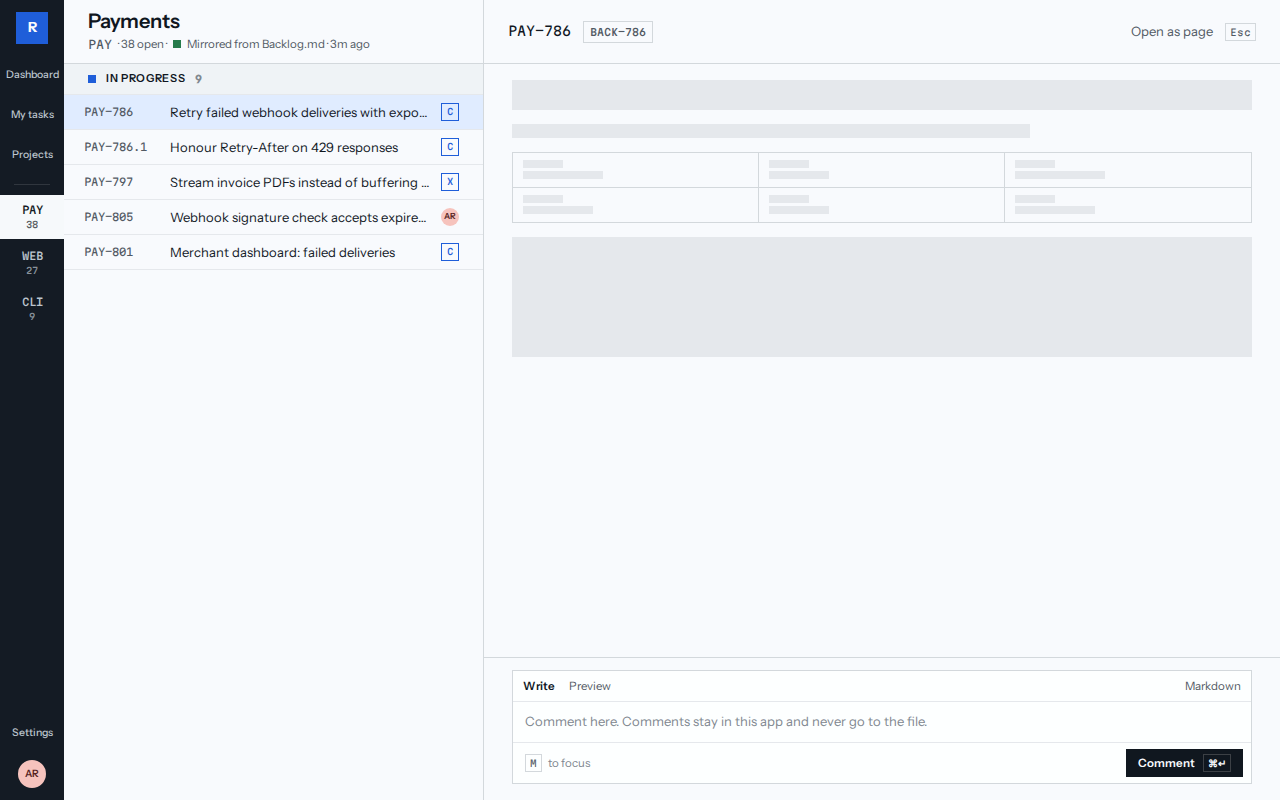 R
Dashboard
My tasks
Projects
PAY
38
WEB
27
CLI
9
Settings
AR
Payments
PAY · 38 open · Mirrored from Backlog.md · 3m ago
IN PROGRESS 9
PAY-786 Retry failed webhook deliveries with expo... C
PAY-786.1 Honour Retry-After on 429 responses C
PAY-797 Stream invoice PDFs instead of buffering ... X
PAY-805 Webhook signature check accepts expire... AR
PAY-801 Merchant dashboard: failed deliveries C
PAY-786 BACK-786
Open as page Esc
Write Preview Markdown
Comment here. Comments stay in this app and never go to the file.
M to focus
Comment ⌘↵